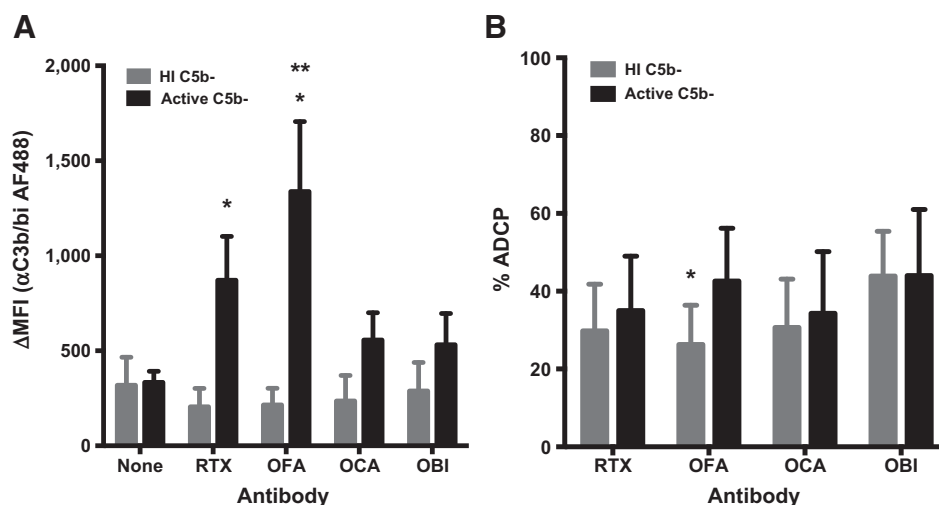 A
ΔMFI (αC3b/bi AF488)
2,000
1,500
1,000
500
0
HI C5b-
Active C5b-
*
**
*
None RTX OFA OCA OBI
Antibody
B
% ADCP
100
80
60
40
20
0
HI C5b-
Active C5b-
*
RTX OFA OCA OBI
Antibody